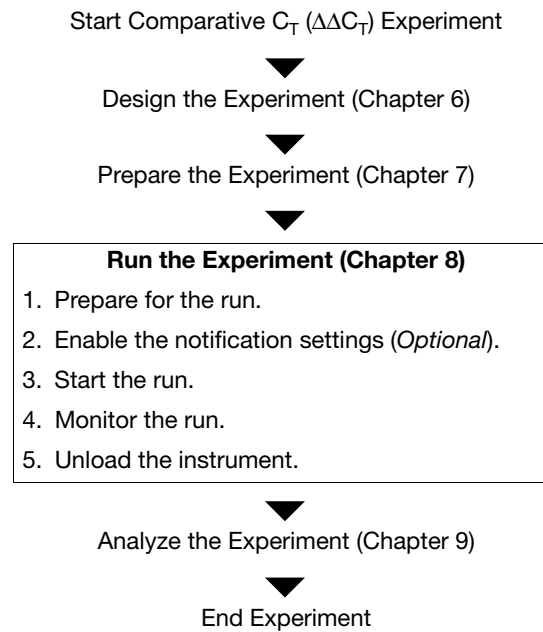 Start Comparative CT (ΔΔCT) Experiment
Design the Experiment (Chapter 6)
Prepare the Experiment (Chapter 7)
Run the Experiment (Chapter 8)
1. Prepare for the run.
2. Enable the notification settings (Optional).
3. Start the run.
4. Monitor the run.
5. Unload the instrument.
Analyze the Experiment (Chapter 9)
End Experiment